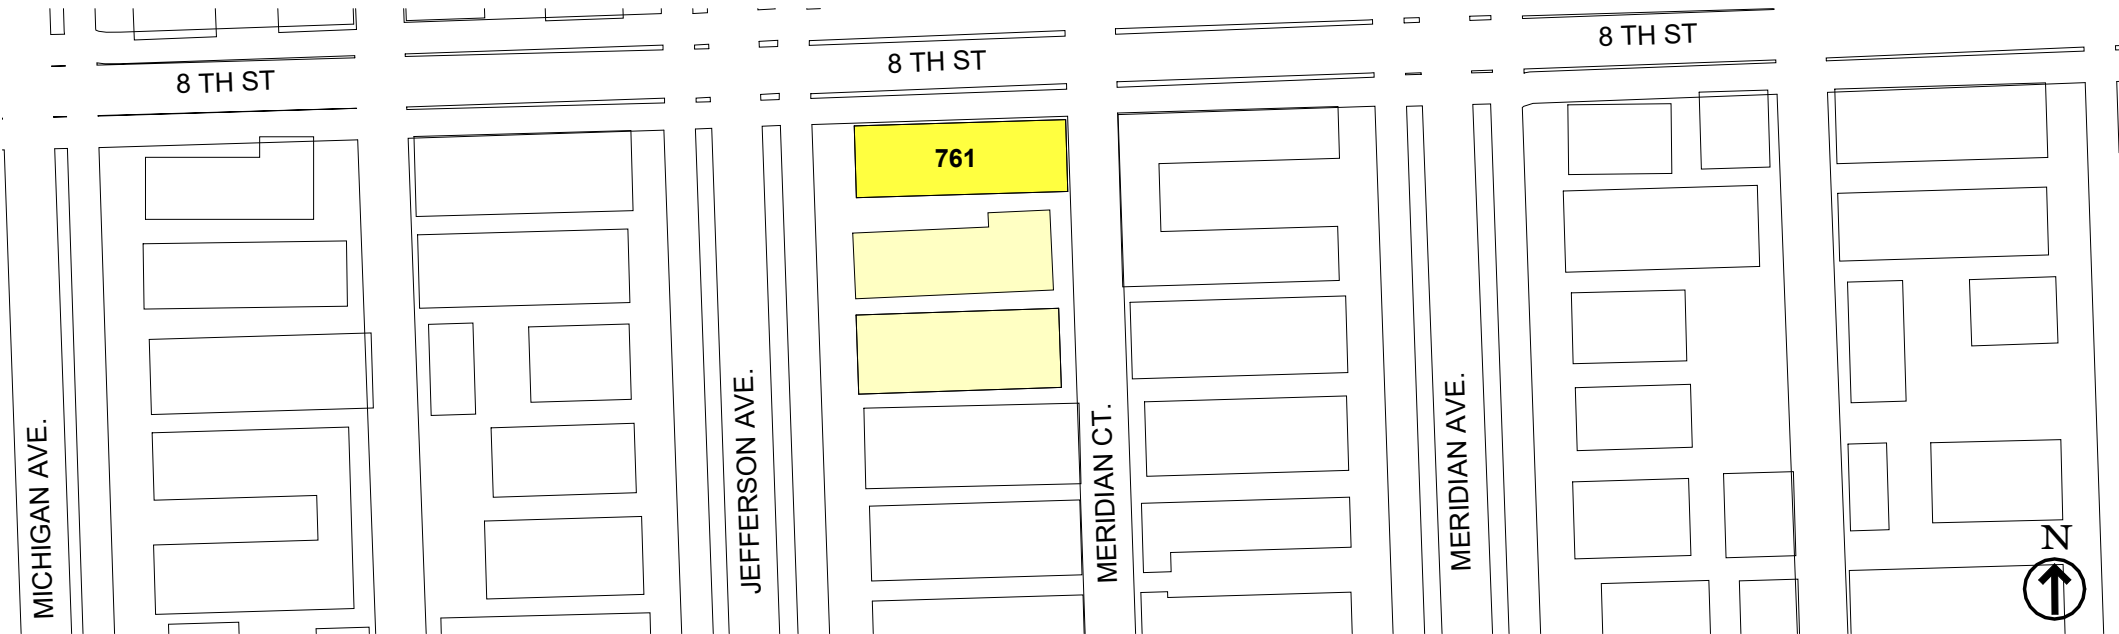 8 TH ST
8 TH ST
8 TH ST
761
MICHIGAN AVE.
JEFFERSON AVE.
MERIDIAN CT.
MERIDIAN AVE.
N